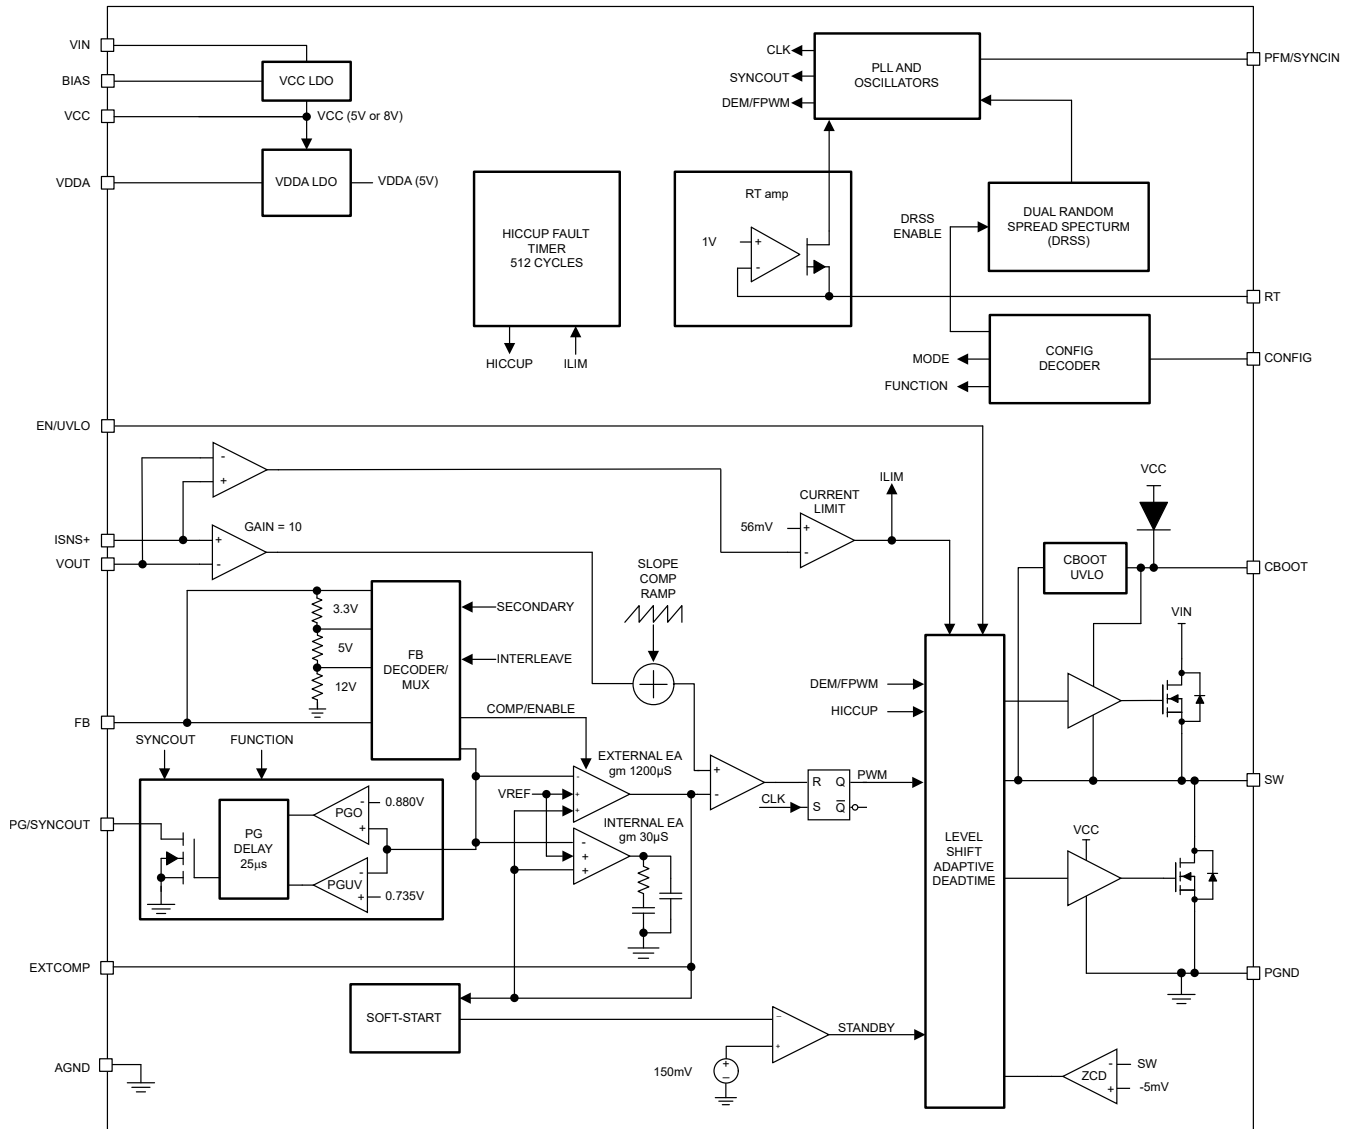 VIN
BIAS
VCC
VDDA
VCC LDO
VCC (5V or 8V)
VDDA LDO
VDDA (5V)
HICCUP FAULT
TIMER
512 CYCLES
HICCUP
ILIM
CLK
SYNCOUT
DEM/FPWM
PLL AND
OSCILLATORS
PFM/SYNCIN
RT amp
1V
+
-
DRSS
ENABLE
DUAL RANDOM
SPREAD SPECTURM
(DRSS)
RT
MODE
FUNCTION
CONFIG
DECODER
CONFIG
EN/UVLO
-
+
ISNS+
VOUT
+
-
GAIN = 10
56mV
+
-
CURRENT
LIMIT
ILIM
VCC
CBOOT
UVLO
CBOOT
VIN
SLOPE
COMP
RAMP
3.3V
5V
12V
FB
DECODER/
MUX
SECONDARY
INTERLEAVE
COMP/ENABLE
FB
SYNCOUT
FUNCTION
PG/SYNCOUT
PG
DELAY
25µs
PGO
-
+
0.880V
PGUV
-
+
0.735V
VREF
EXTERNAL EA
gm 1200µS
-
+
+
INTERNAL EA
gm 30µS
-
+
+
+
-
CLK
R Q
S Q
PWM
DEM/FPWM
HICCUP
LEVEL
SHIFT
ADAPTIVE
DEADTIME
SW
VCC
PGND
EXTCOMP
SOFT-START
AGND
150mV
+
–
–
+
STANDBY
ZCD
-
+
SW
-5mV